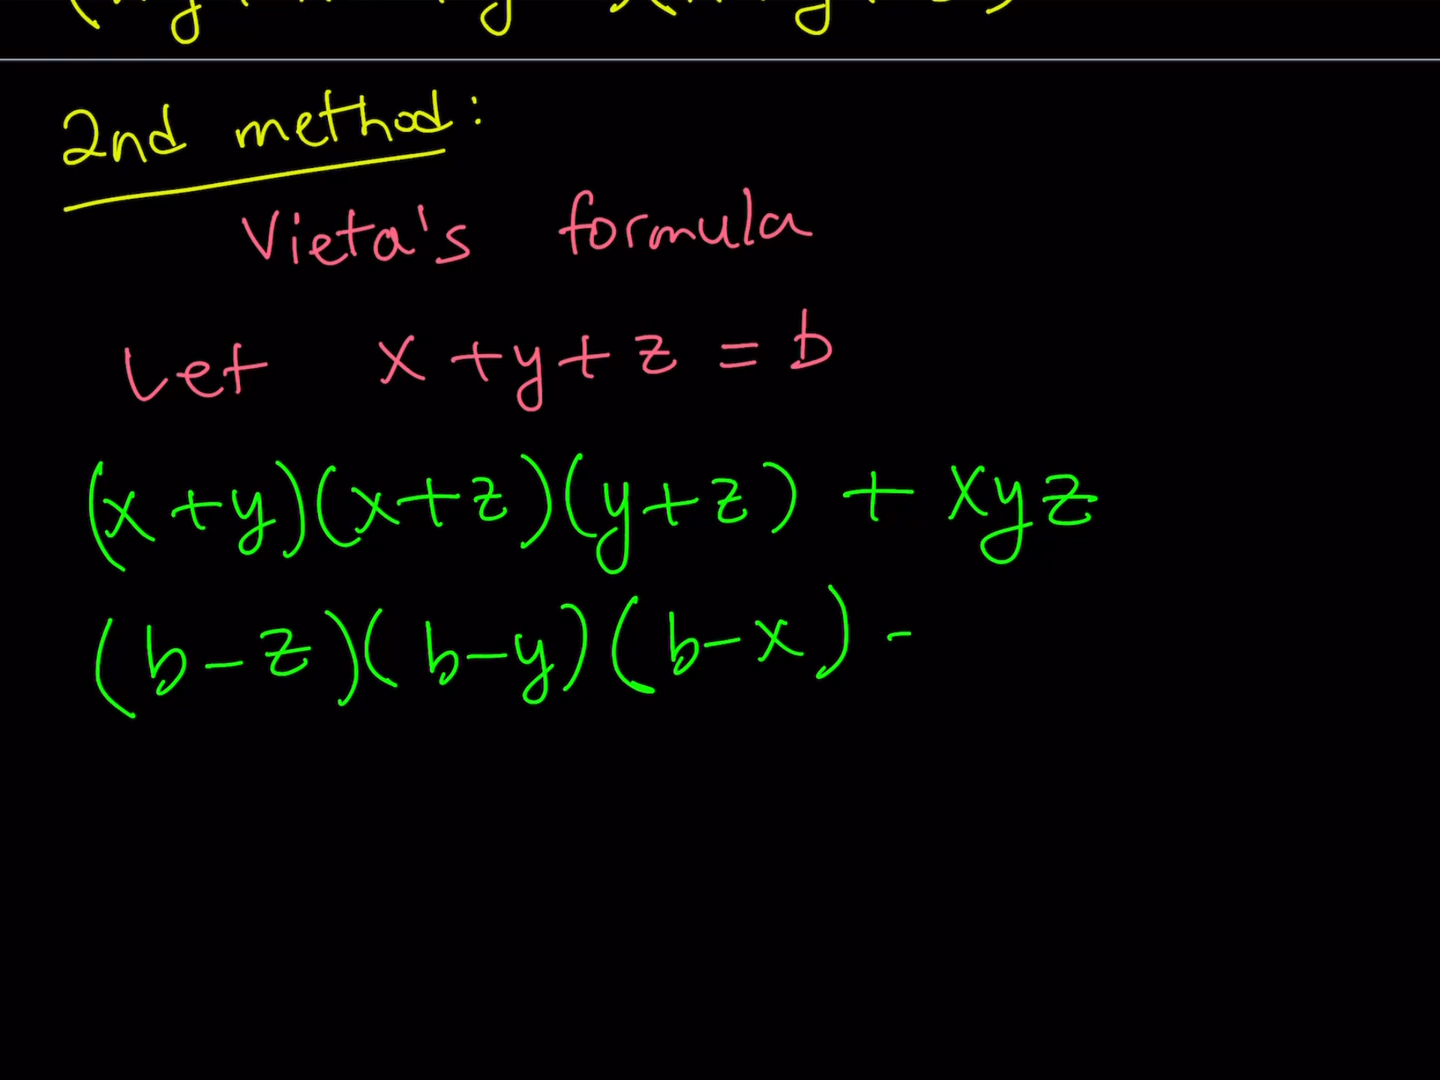 2nd method:
Vieta's formula
Let x+y+z = b
(x+y)(x+z)(y+z) + xyz
(b-z)(b-y)(b-x) -